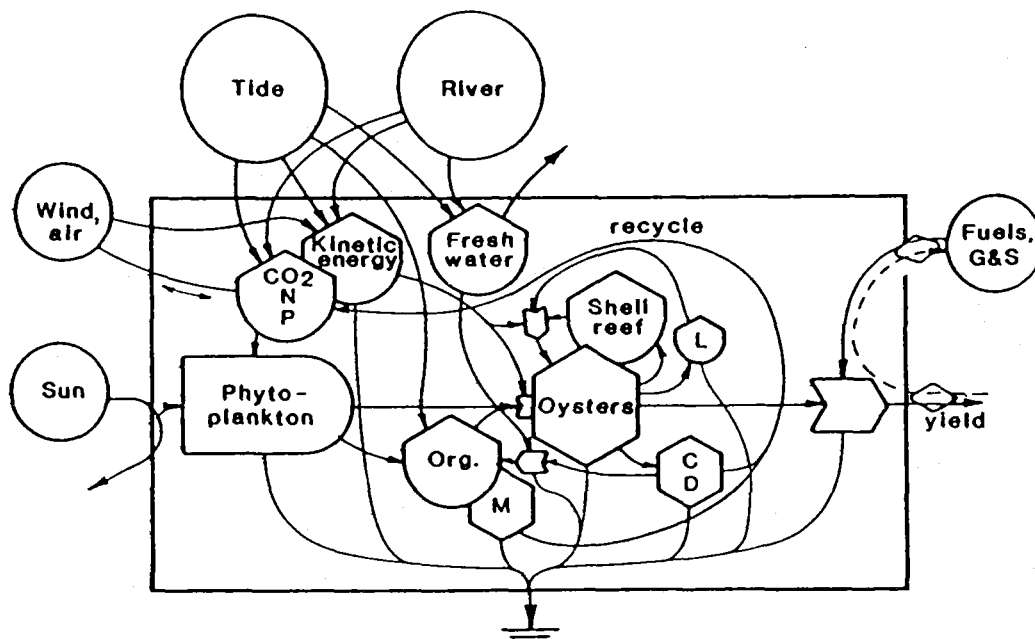 Tide
River
Wind,
air
Kinetic
energy
Fresh
water
recycle
Fuels,
G&S
CO2
N
P
Shell
reef
L
Sun
Phyto-
plankton
Oysters
yield
Org.
C
D
M